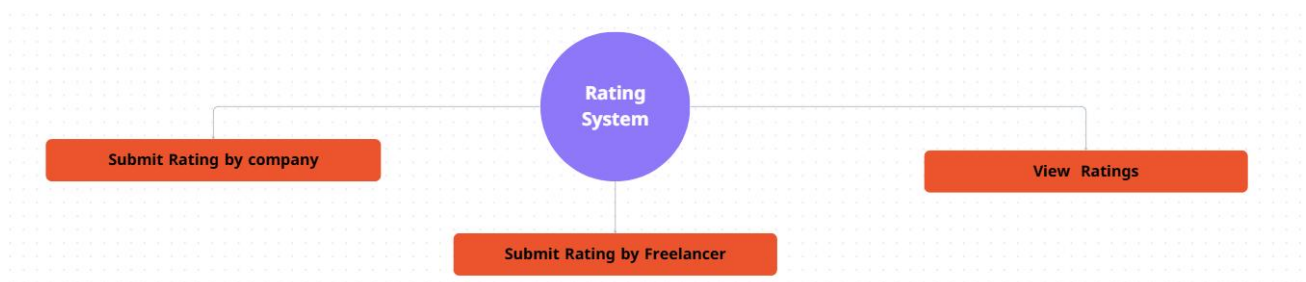 Rating
System
Submit Rating by company
View Ratings
Submit Rating by Freelancer